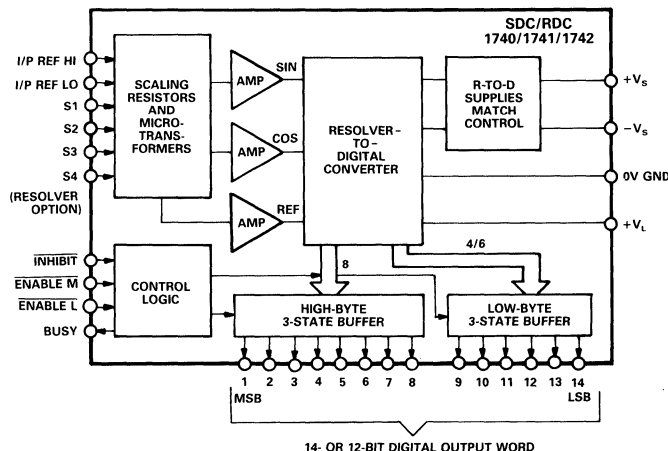 SDC/RDC
1740/1741/1742
I/P REF HI
I/P REF LO
S1
S2
S3
S4
(RESOLVER
OPTION)
SCALING
RESISTORS
AND
MICRO-
TRANS-
FORMERS
AMP
SIN
AMP
COS
AMP
REF
RESOLVER –
TO –
DIGITAL
CONVERTER
R-TO-D
SUPPLIES
MATCH
CONTROL
+VS
−VS
0V GND
+VL
INHIBIT
ENABLE M
ENABLE L
BUSY
CONTROL
LOGIC
8
4/6
HIGH-BYTE
3-STATE BUFFER
LOW-BYTE
3-STATE BUFFER
1 2 3 4 5 6 7 8 9 10 11 12 13 14
MSB LSB
14- OR 12-BIT DIGITAL OUTPUT WORD